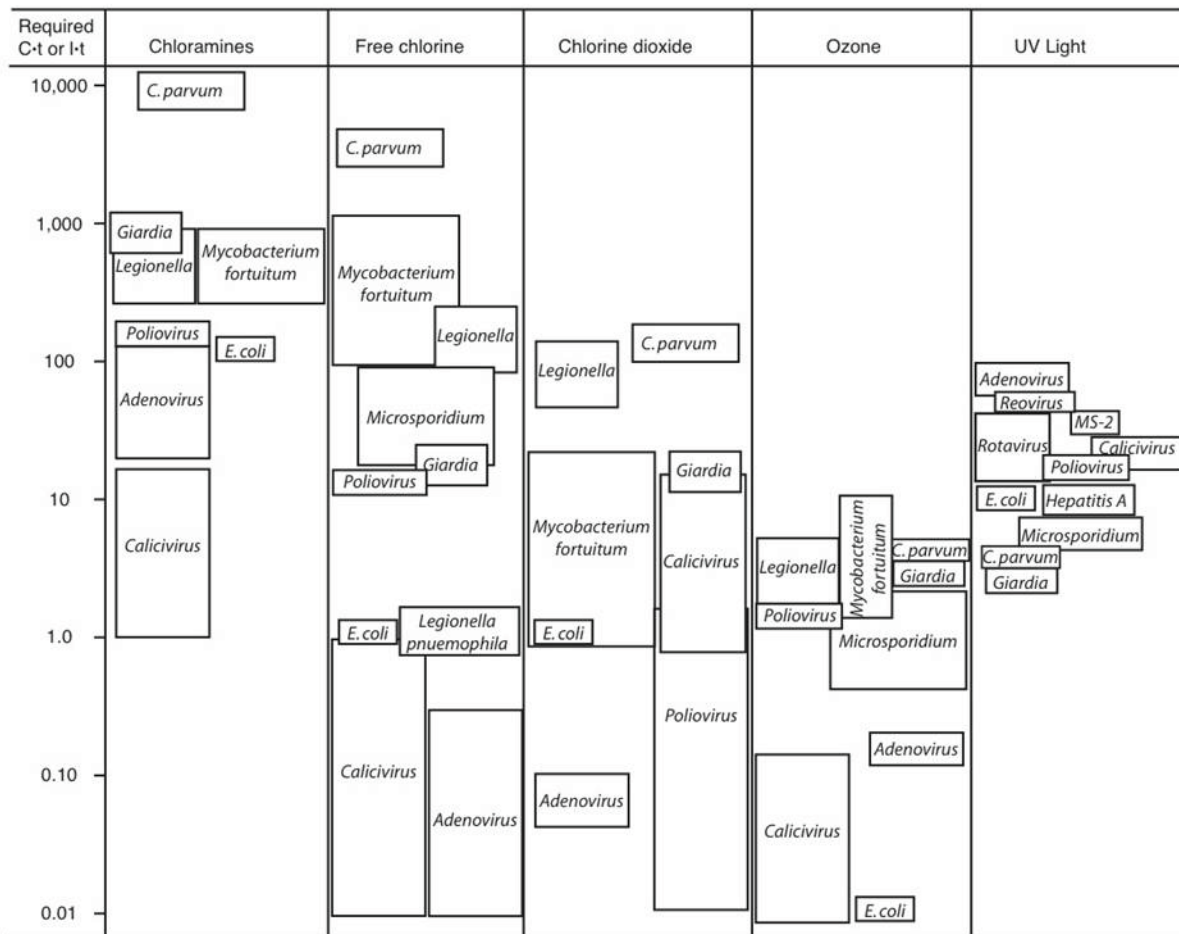 Required
C•t or I•t
Chloramines
Free chlorine
Chlorine dioxide
Ozone
UV Light
10,000
1,000
100
10
1.0
0.10
0.01
C. parvum
Giardia
Legionella
Mycobacterium
fortuitum
Poliovirus
E. coli
Adenovirus
Calicivirus
C. parvum
Mycobacterium
fortuitum
Legionella
Microsporidium
Giardia
Poliovirus
E. coli
Legionella
pnuemophila
Calicivirus
Adenovirus
C. parvum
Legionella
Giardia
Mycobacterium
fortuitum
Calicivirus
E. coli
Poliovirus
Adenovirus
Legionella
Mycobacterium
fortuitum
C. parvum
Giardia
Poliovirus
Microsporidium
Adenovirus
Calicivirus
E. coli
Adenovirus
Reovirus
MS-2
Rotavirus
Calicivirus
Poliovirus
E. coli
Hepatitis A
Microsporidium
C. parvum
Giardia